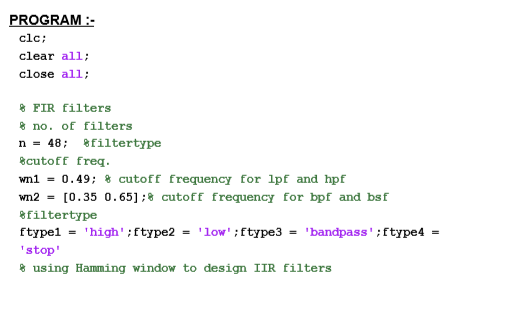 PROGRAM :-
clc;
clear all;
close all;
% FIR filters
% no. of filters
n = 48;  %filtertype
%cutoff freq.
wn1 = 0.49; % cutoff frequency for lpf and hpf
wn2 = [0.35 0.65];% cutoff frequency for bpf and bsf
%filtertype
ftype1 = 'high';ftype2 = 'low';ftype3 = 'bandpass';ftype4 =
'stop'
% using Hamming window to design IIR filters